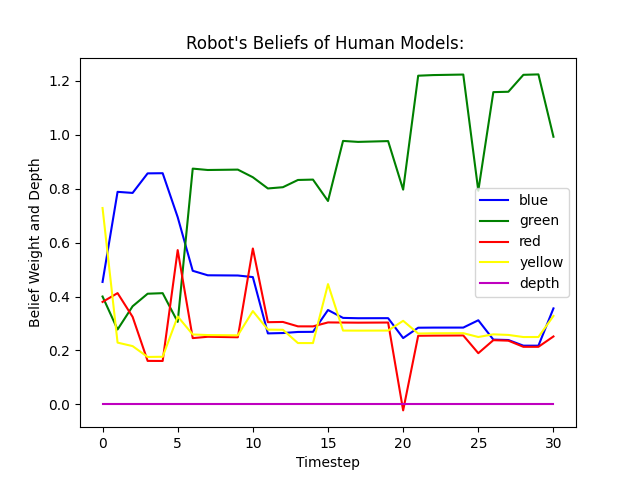 Robot's Beliefs of Human Models:
Belief Weight and Depth
1.2
1.0
0.8
0.6
0.4
0.2
0.0
0 5 10 15 20 25 30
Timestep
blue
green
red
yellow
depth